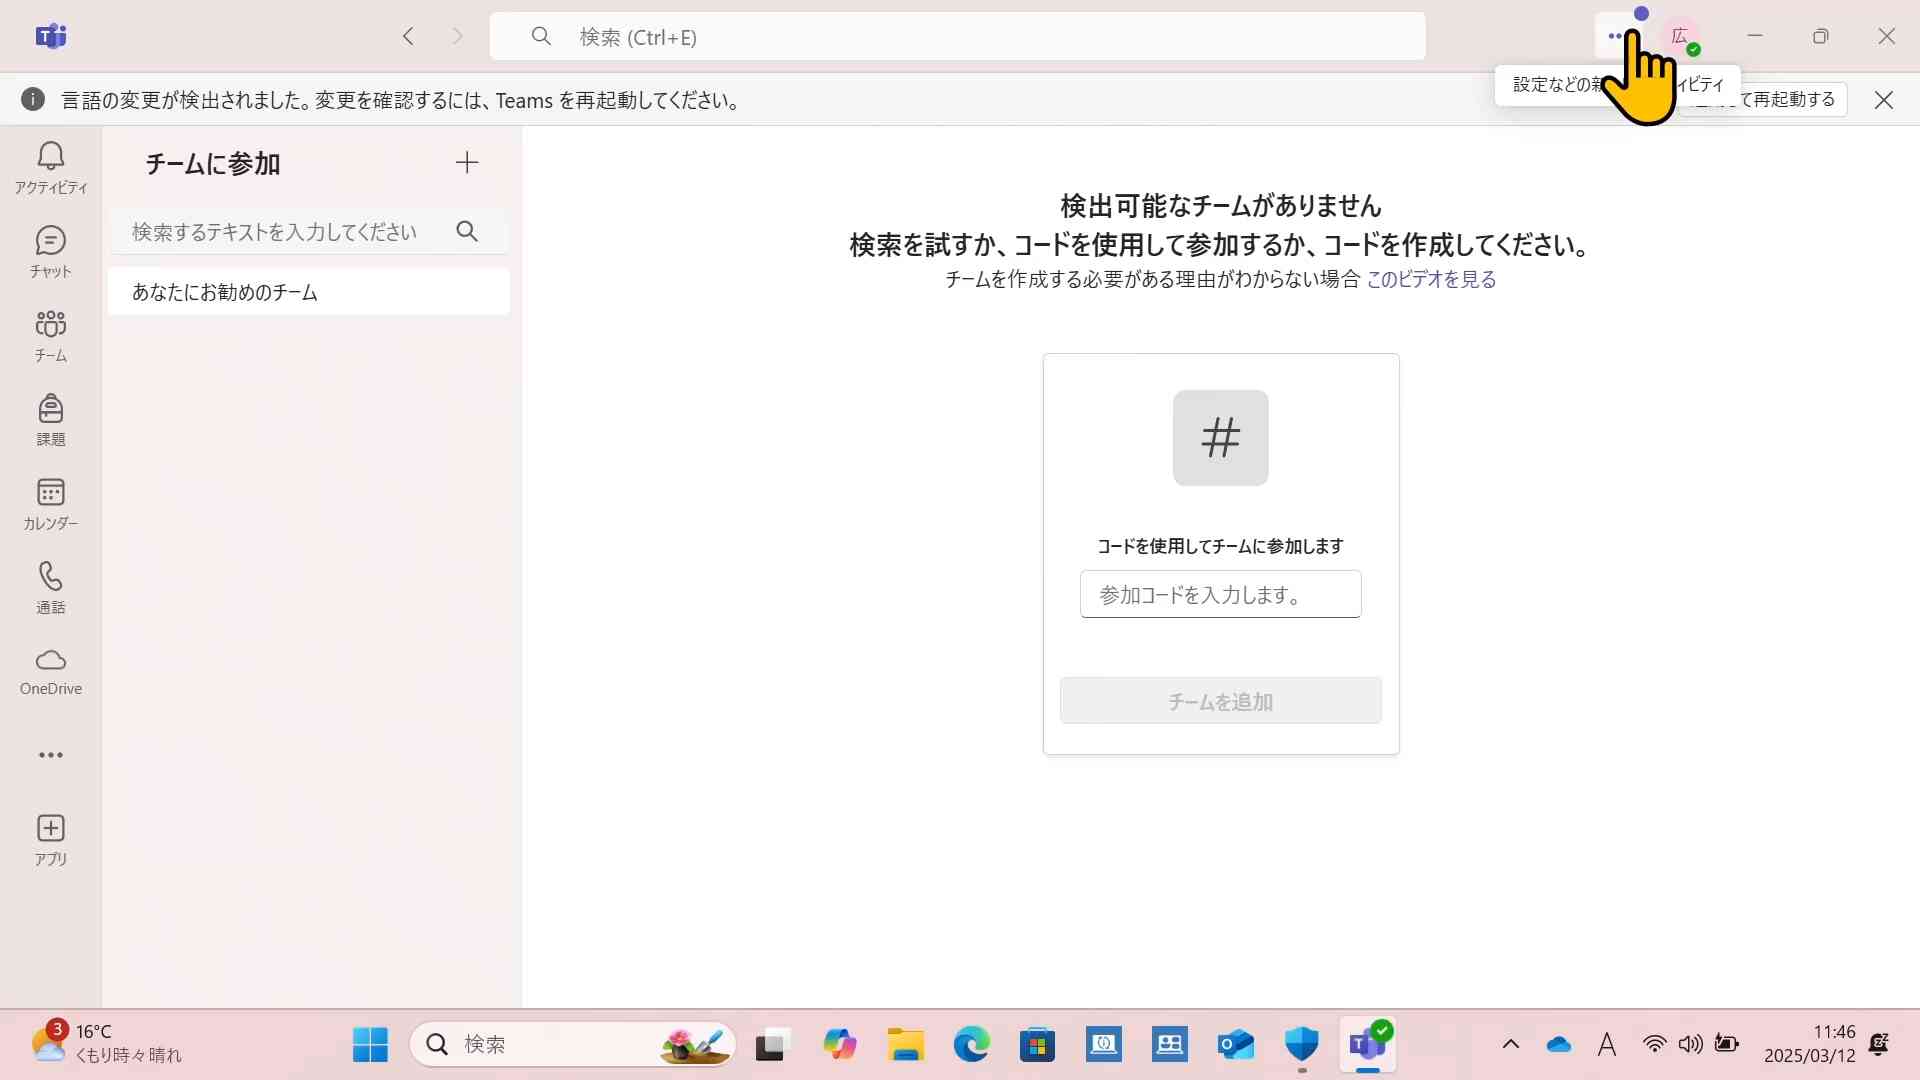 検索 (Ctrl+E)
広
設定などの
ィビティ
言語の変更が検出されました。変更を確認するには、Teams を再起動してください。
て再起動する
アクティビティ
チャット
チーム
課題
カレンダー
通話
OneDrive
アプリ
チームに参加
検索するテキストを入力してください
あなたにお勧めのチーム
検出可能なチームがありません
検索を試すか、コードを使用して参加するか、コードを作成してください。
チームを作成する必要がある理由がわからない場合 このビデオを見る
#
コードを使用してチームに参加します
参加コードを入力します。
チームを追加
3
16°C
くもり時々晴れ
検索
A
11:46
2025/03/12